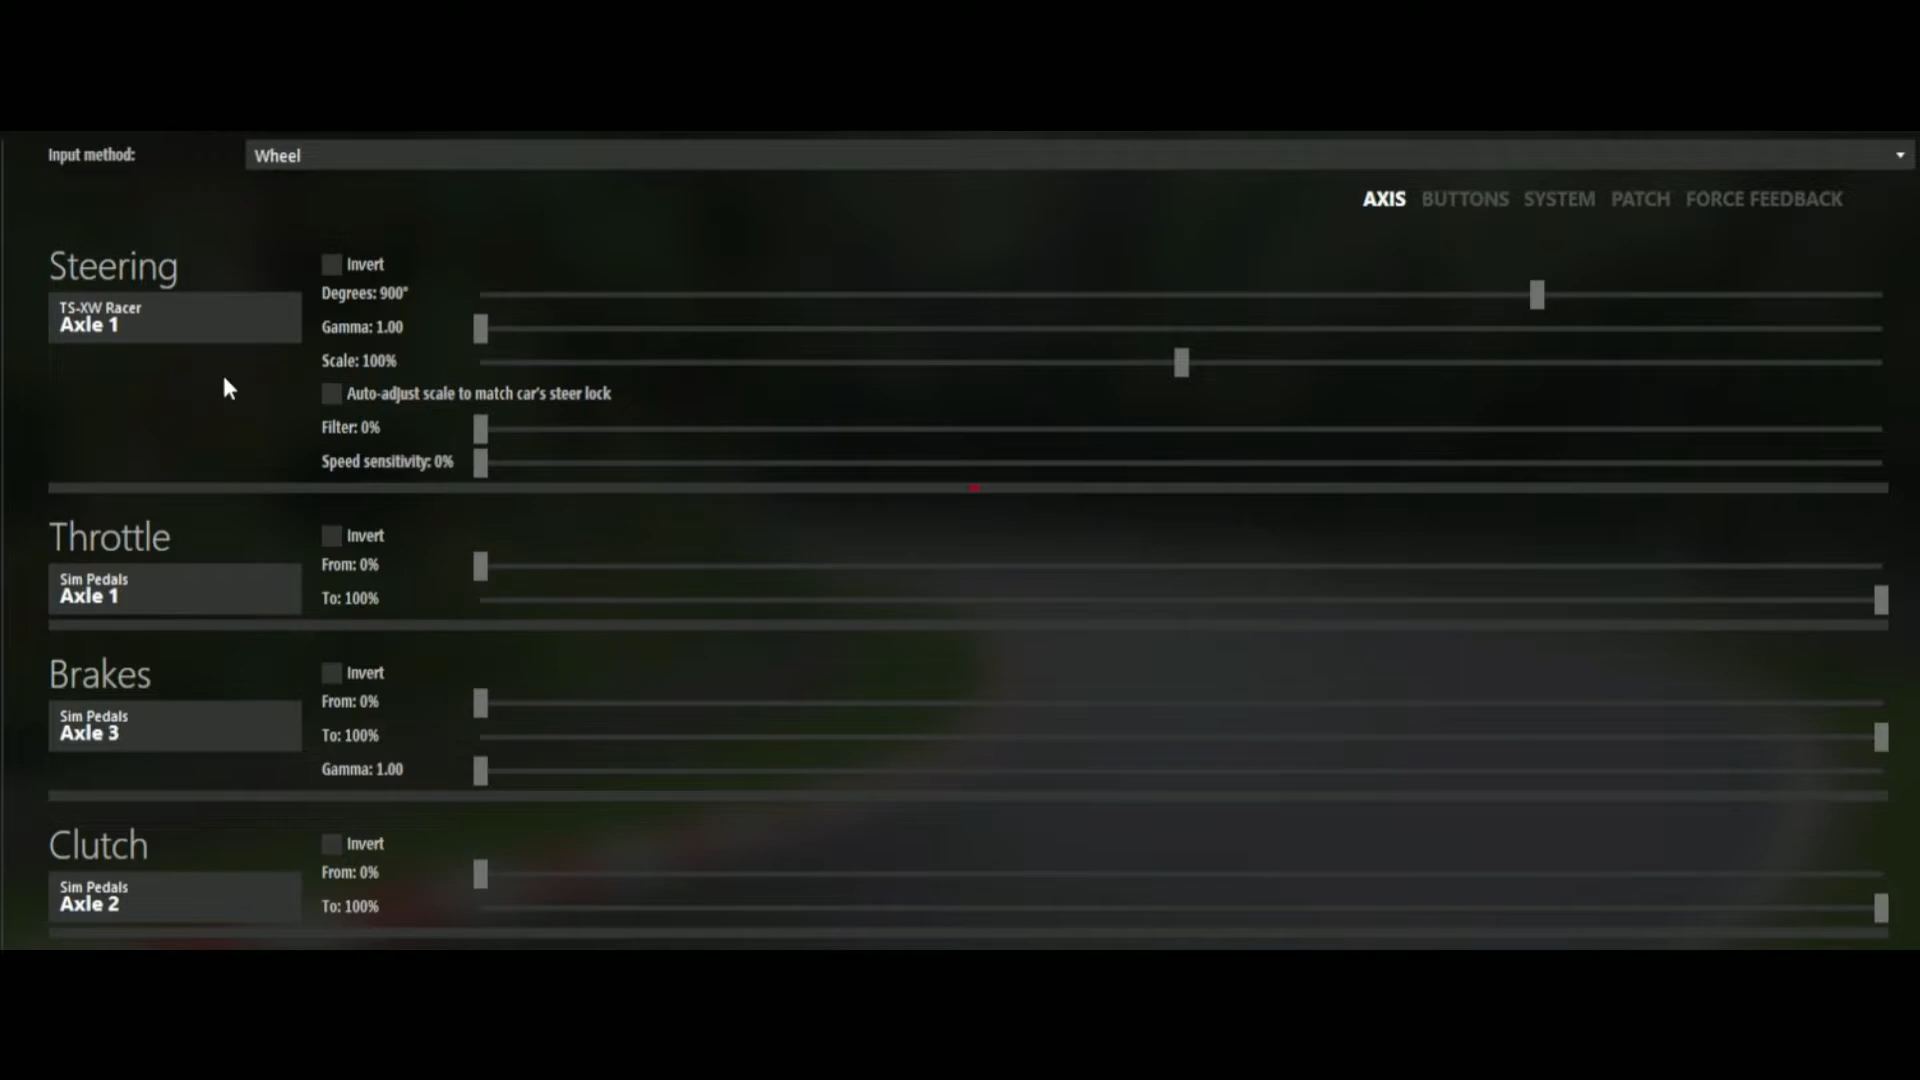 Input method: Wheel
AXIS BUTTONS SYSTEM PATCH FORCE FEEDBACK
Steering
TS-XW Racer
Axle 1
Invert
Degrees: 900°
Gamma: 1.00
Scale: 100%
Auto-adjust scale to match car's steer lock
Filter: 0%
Speed sensitivity: 0%
Throttle
Sim Pedals
Axle 1
Invert
From: 0%
To: 100%
Brakes
Sim Pedals
Axle 3
Invert
From: 0%
To: 100%
Gamma: 1.00
Clutch
Sim Pedals
Axle 2
Invert
From: 0%
To: 100%